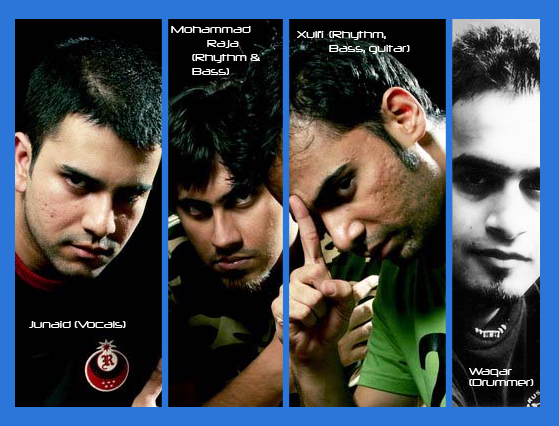 Mohammad
Raja
(Rhythm &
Bass)
Xulfi (Rhythm,
Bass, guitar)
Junaid (Vocals)
R
Waqar
(Drummer)